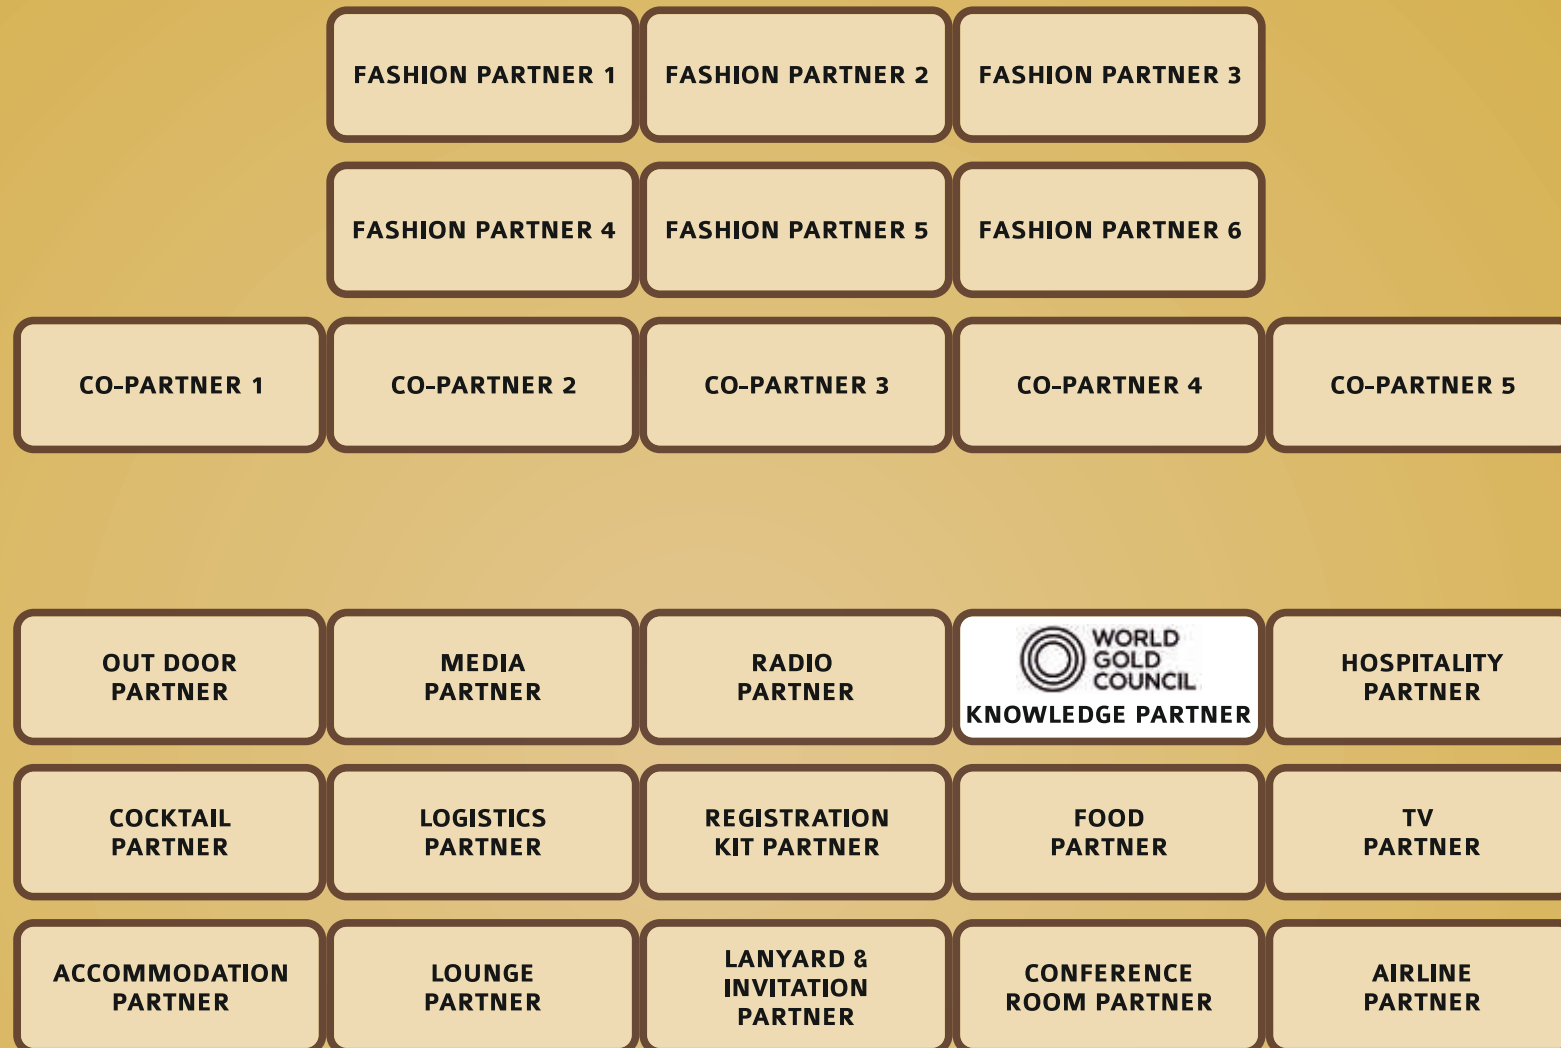 FASHION PARTNER 1
FASHION PARTNER 2
FASHION PARTNER 3
FASHION PARTNER 4
FASHION PARTNER 5
FASHION PARTNER 6
CO-PARTNER 1
CO-PARTNER 2
CO-PARTNER 3
CO-PARTNER 4
CO-PARTNER 5
OUT DOOR
PARTNER
MEDIA
PARTNER
RADIO
PARTNER
WORLD
GOLD
COUNCIL
KNOWLEDGE PARTNER
HOSPITALITY
PARTNER
COCKTAIL
PARTNER
LOGISTICS
PARTNER
REGISTRATION
KIT PARTNER
FOOD
PARTNER
TV
PARTNER
ACCOMMODATION
PARTNER
LOUNGE
PARTNER
LANYARD &
INVITATION
PARTNER
CONFERENCE
ROOM PARTNER
AIRLINE
PARTNER